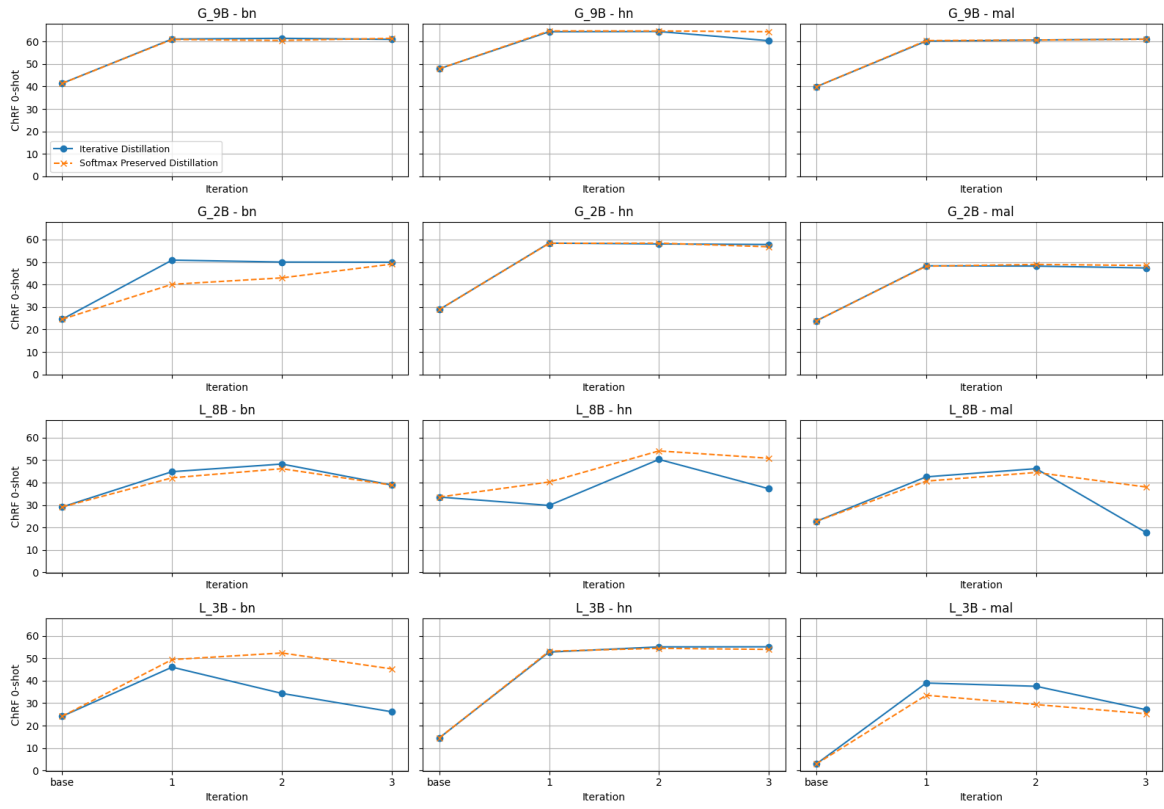 G_9B - bn
G_9B - hn
G_9B - mal
ChRF 0-shot
60
50
40
30
20
10
0
Iterative Distillation
Softmax Preserved Distillation
Iteration
Iteration
Iteration
G_2B - bn
G_2B - hn
G_2B - mal
ChRF 0-shot
60
50
40
30
20
10
0
Iteration
Iteration
Iteration
L_8B - bn
L_8B - hn
L_8B - mal
ChRF 0-shot
60
50
40
30
20
10
0
Iteration
Iteration
Iteration
L_3B - bn
L_3B - hn
L_3B - mal
ChRF 0-shot
60
50
40
30
20
10
0
base 1 2 3
base 1 2 3
base 1 2 3
Iteration
Iteration
Iteration